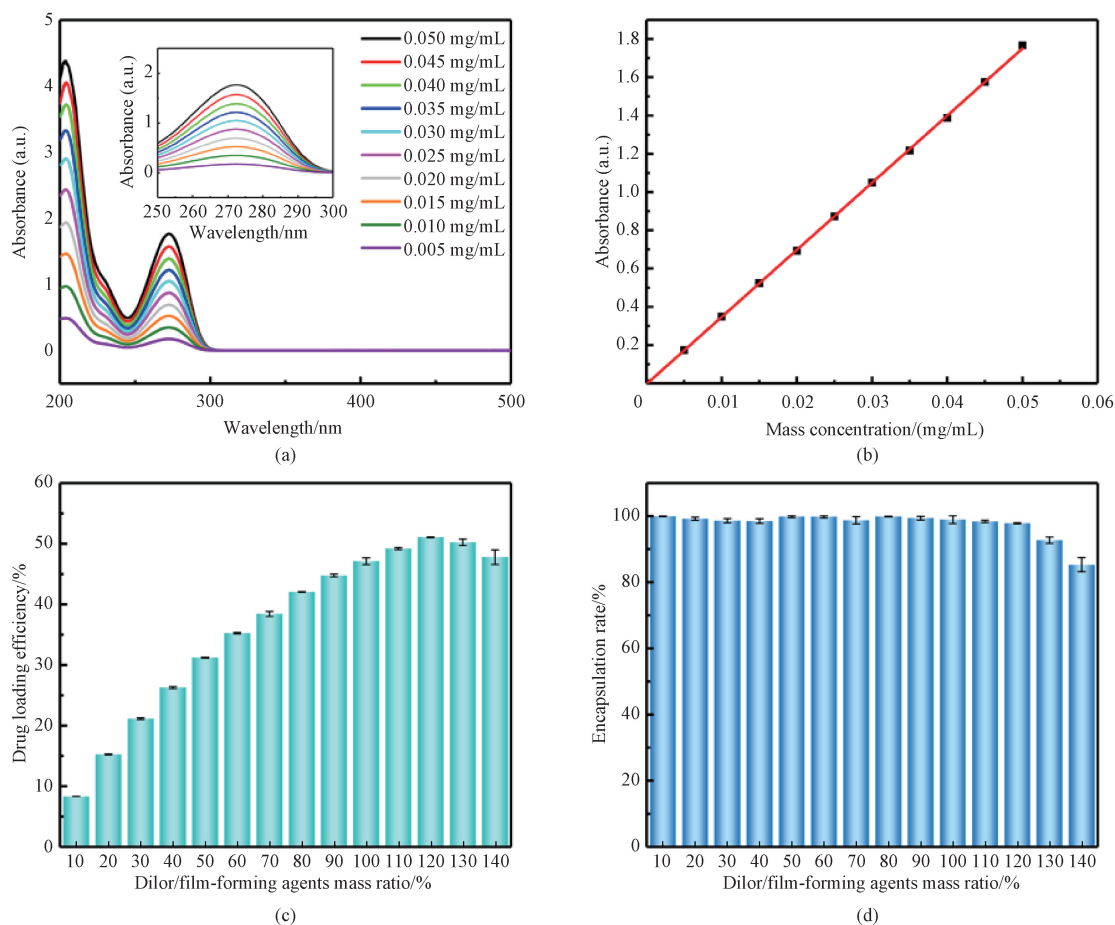 5
4
3
2
1
0
Absorbance (a.u.)
200
300
400
500
Wavelength/nm
2
1
0
Absorbance (a.u.)
250 260 270 280 290 300
Wavelength/nm
0.050 mg/mL
0.045 mg/mL
0.040 mg/mL
0.035 mg/mL
0.030 mg/mL
0.025 mg/mL
0.020 mg/mL
0.015 mg/mL
0.010 mg/mL
0.005 mg/mL
(a)
1.8
1.6
1.4
1.2
1.0
0.8
0.6
0.4
0.2
Absorbance (a.u.)
0 0.01 0.02 0.03 0.04 0.05 0.06
Mass concentration/(mg/mL)
(b)
60
50
40
30
20
10
0
Drug loading efficiency/%
10 20 30 40 50 60 70 80 90 100 110 120 130 140
Dilor/film-forming agents mass ratio/%
(c)
100
80
60
40
20
0
Encapsulation rate/%
10 20 30 40 50 60 70 80 90 100 110 120 130 140
Dilor/film-forming agents mass ratio/%
(d)